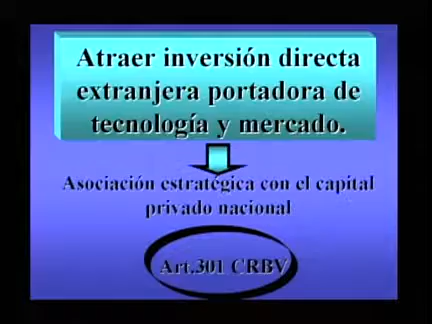 Atraer inversión directa
extranjera portadora de
tecnología y mercado.
Asociación estratégica con el capital
privado nacional
Art.301 CRBV